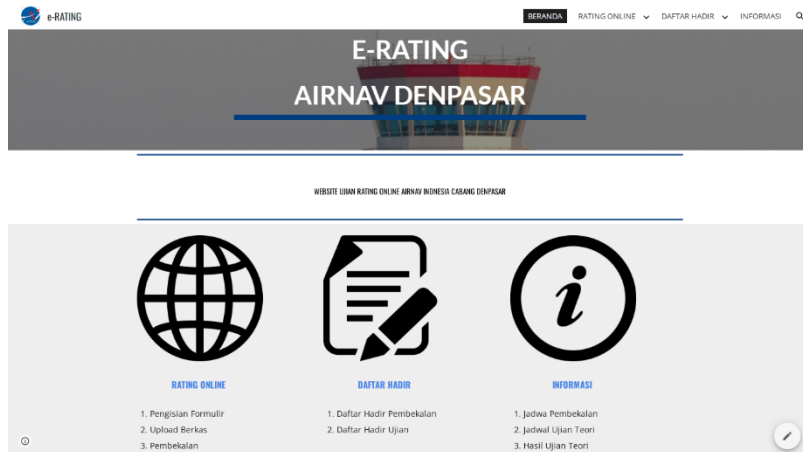 e-RATING
BERANDA RATING ONLINE DAFTAR HADIR INFORMASI
E-RATING
AIRNAV DENPASAR
WEBSITE UJIAN RATING ONLINE AIRNAV INDNESIA CABANG DENPASAR
RATING ONLINE
1. Pengisian Formulir
2. Upload Berkas
3. Pembekalan
DAFTAR HADIR
1. Daftar Hadir Pembekalan
2. Daftar Hadir Ujian
INFORMASI
1. Jadwa Pembekalan
2. Jadwal Ujian Teori
3. Hasil Ujian Teori